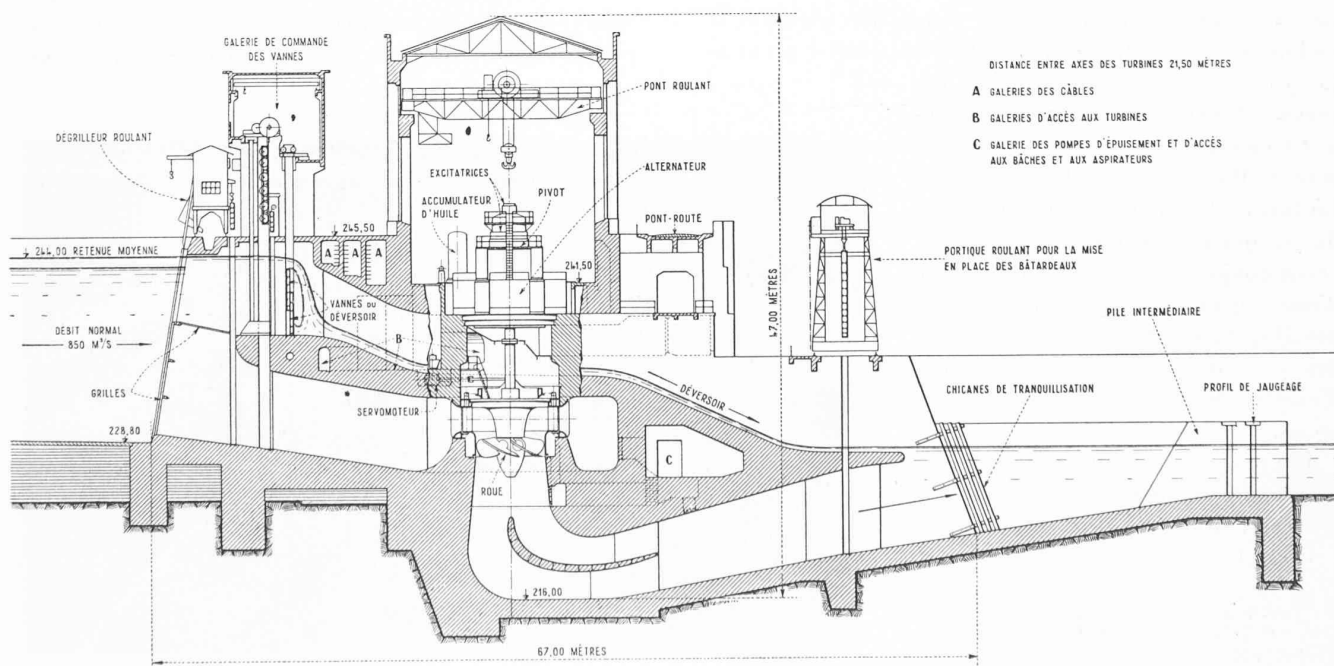 GALERIE DE COMMANDE
DES VANNES
DÉGRILLEUR ROULANT
PONT ROULANT
EXCITATRICES
ALTERNATEUR
ACCUMULATEUR
D'HUILE
PIVOT
PONT-ROUTE
47,00 MÈTRES
DISTANCE ENTRE AXES DES TURBINES 21,50 MÈTRES
A GALERIES DES CÂBLES
B GALERIES D'ACCÈS AUX TURBINES
C GALERIE DES POMPES D'ÉPUISEMENT ET D'ACCÈS
AUX BÂCHES ET AUX ASPIRATEURS
PORTIQUE ROULANT POUR LA MISE
EN PLACE DES BÂTARDEAUX
245,50
244,00 RETENUE MOYENNE
A A A
241,50
VANNES DU
DÉVERSOIR
DÉBIT NORMAL
850 M³/S
B
GRILLES
SERVOMOTEUR
228,80
DÉVERSOIR
PILE INTERMÉDIAIRE
CHICANES DE TRANQUILLISATION
PROFIL DE JAUGEAGE
C
ROUE
216,00
67,00 MÈTRES